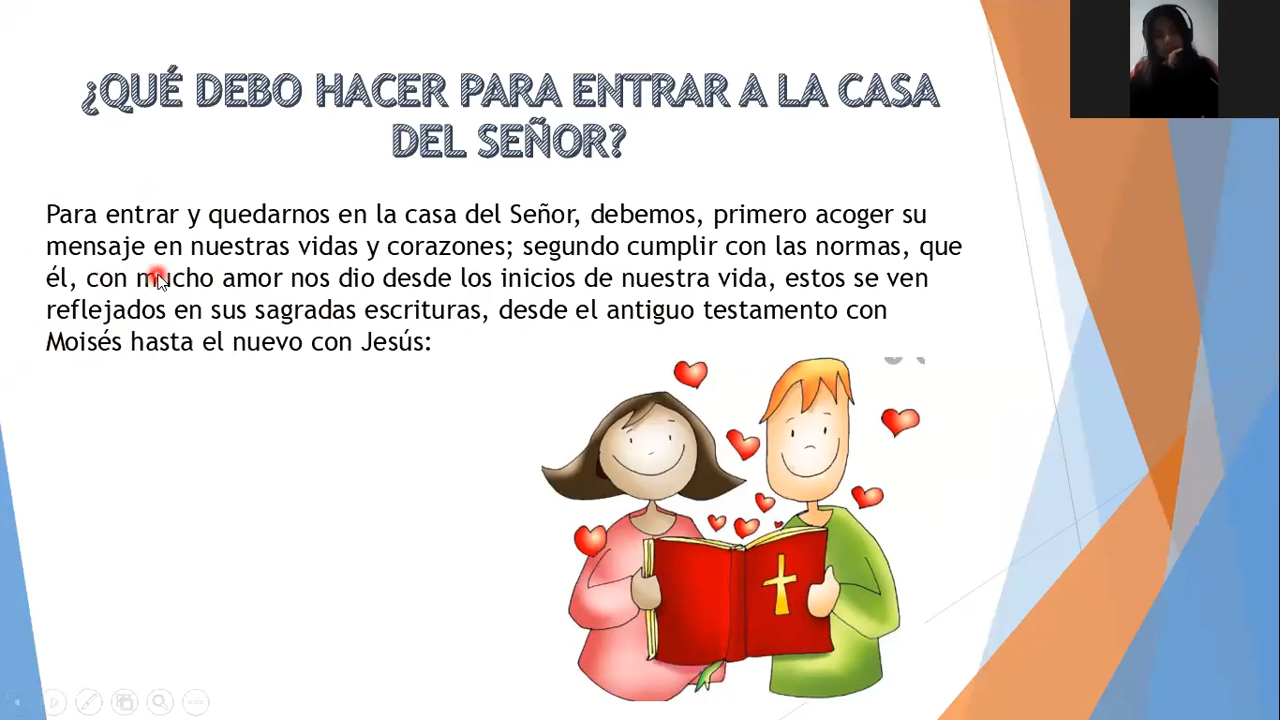 ¿QUÉ DEBO HACER PARA ENTRAR A LA CASA
DEL SEÑOR?
Para entrar y quedarnos en la casa del Señor, debemos, primero acoger su
mensaje en nuestras vidas y corazones; segundo cumplir con las normas, que
él, con mucho amor nos dio desde los inicios de nuestra vida, estos se ven
reflejados en sus sagradas escrituras, desde el antiguo testamento con
Moisés hasta el nuevo con Jesús: